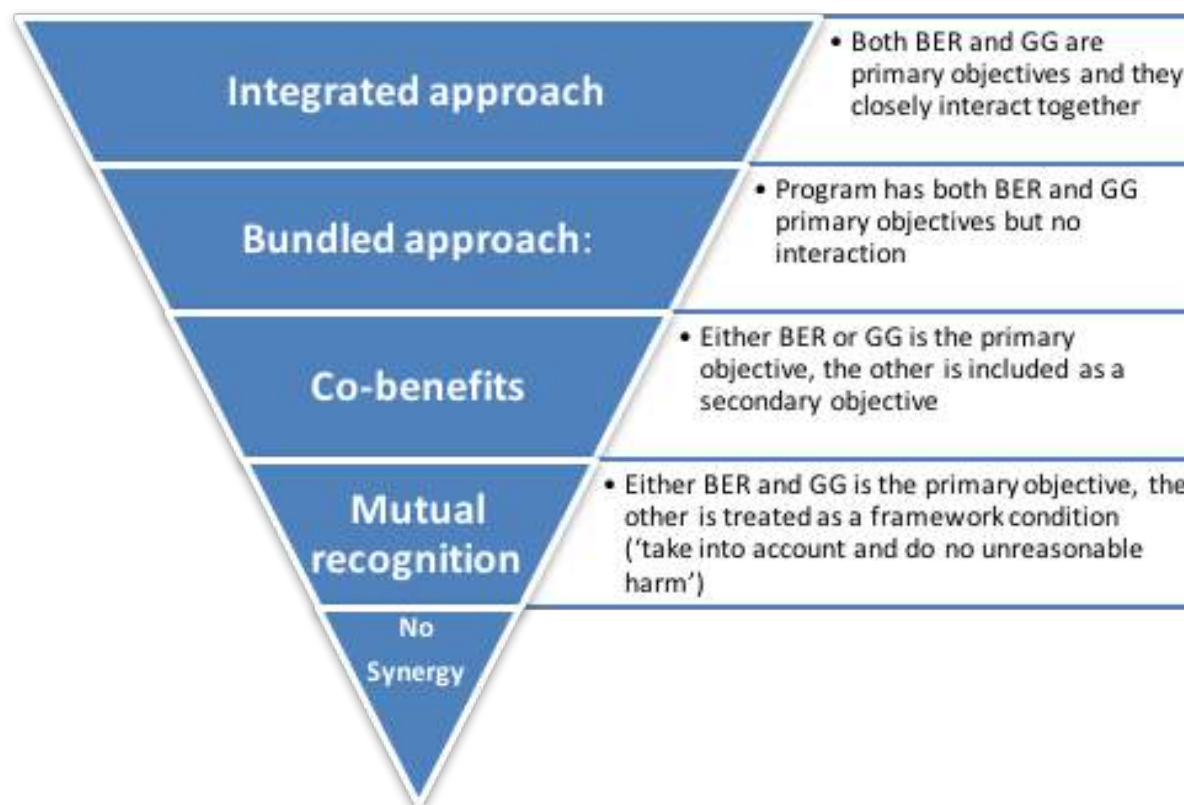 Integrated approach
• Both BER and GG are
primary objectives and they
closely interact together
Bundled approach:
• Program has both BER and GG
primary objectives but no
interaction
Co-benefits
• Either BER or GG is the primary
objective, the other is included as a
secondary objective
Mutual
recognition
• Either BER and GG is the primary objective, the
other is treated as a framework condition
(‘take into account and do no unreasonable
harm’)
No
Synergy